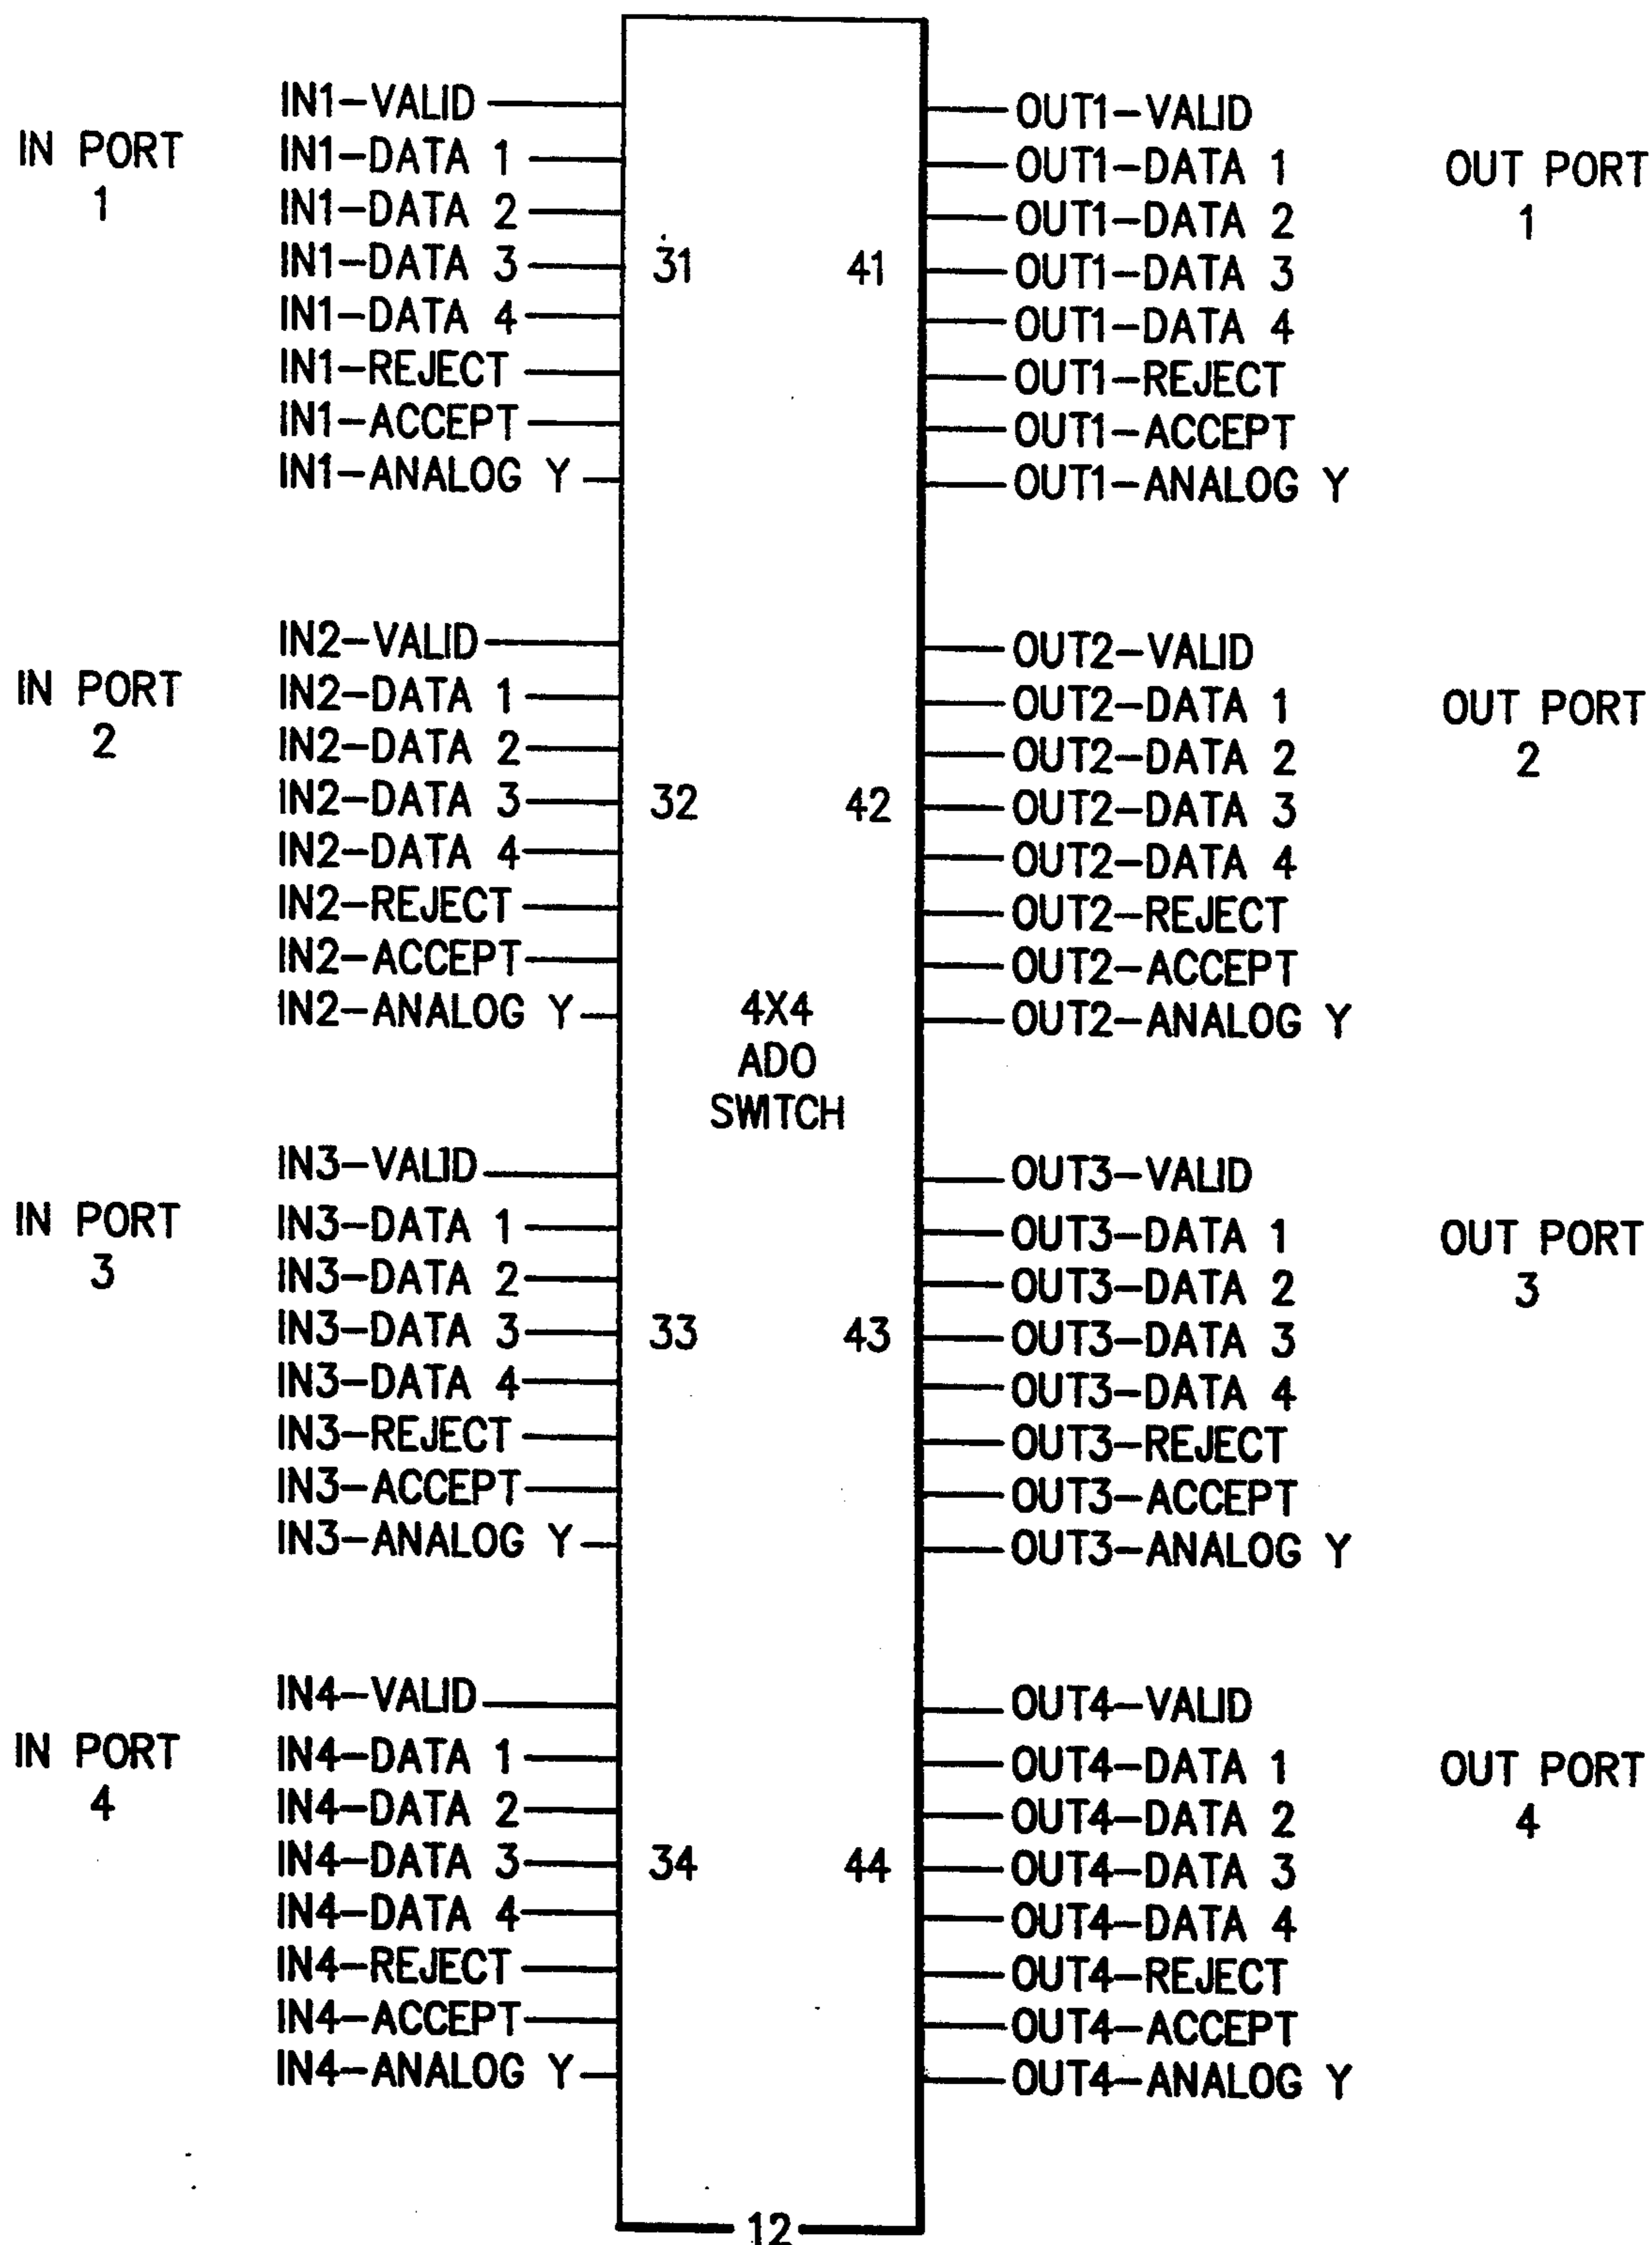 IN PORT
1
IN1-VALID
IN1-DATA 1
IN1-DATA 2
IN1-DATA 3
IN1-DATA 4
IN1-REJECT
IN1-ACCEPT
IN1-ANALOG Y
31
41
OUT1-VALID
OUT1-DATA 1
OUT1-DATA 2
OUT1-DATA 3
OUT1-DATA 4
OUT1-REJECT
OUT1-ACCEPT
OUT1-ANALOG Y
OUT PORT
1
IN PORT
2
IN2-VALID
IN2-DATA 1
IN2-DATA 2
IN2-DATA 3
IN2-DATA 4
IN2-REJECT
IN2-ACCEPT
IN2-ANALOG Y
32
42
OUT2-VALID
OUT2-DATA 1
OUT2-DATA 2
OUT2-DATA 3
OUT2-DATA 4
OUT2-REJECT
OUT2-ACCEPT
OUT2-ANALOG Y
OUT PORT
2
4X4
ADO
SWITCH
IN PORT
3
IN3-VALID
IN3-DATA 1
IN3-DATA 2
IN3-DATA 3
IN3-DATA 4
IN3-REJECT
IN3-ACCEPT
IN3-ANALOG Y
33
43
OUT3-VALID
OUT3-DATA 1
OUT3-DATA 2
OUT3-DATA 3
OUT3-DATA 4
OUT3-REJECT
OUT3-ACCEPT
OUT3-ANALOG Y
OUT PORT
3
IN PORT
4
IN4-VALID
IN4-DATA 1
IN4-DATA 2
IN4-DATA 3
IN4-DATA 4
IN4-REJECT
IN4-ACCEPT
IN4-ANALOG Y
34
44
OUT4-VALID
OUT4-DATA 1
OUT4-DATA 2
OUT4-DATA 3
OUT4-DATA 4
OUT4-REJECT
OUT4-ACCEPT
OUT4-ANALOG Y
OUT PORT
4
12